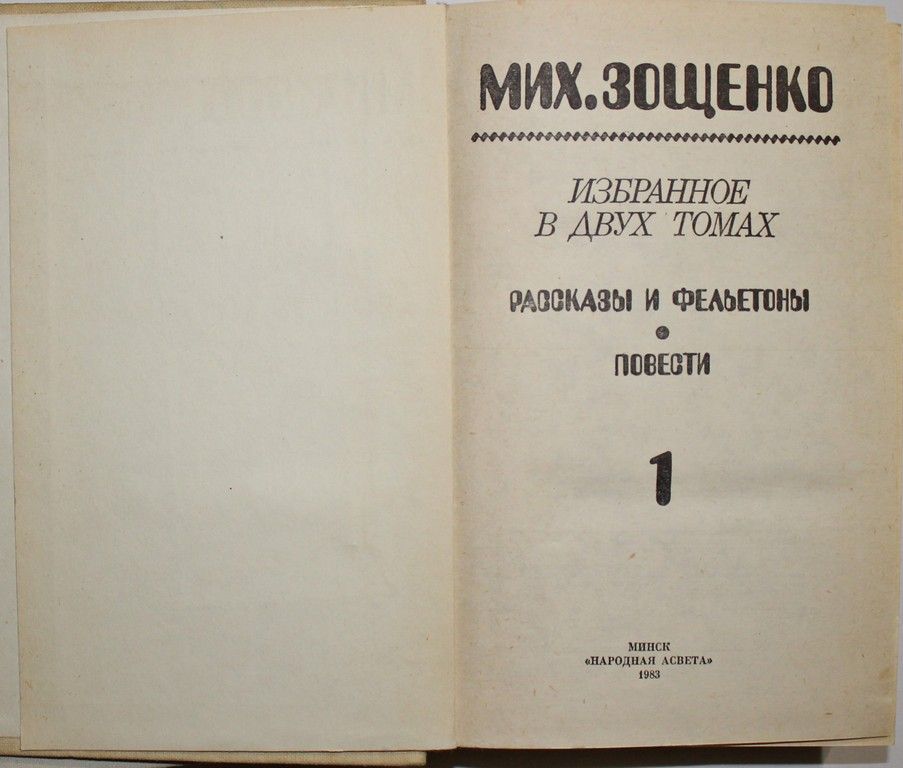 МИХ. ЗОЩЕНКО
ИЗБРАННОЕ
В ДВУХ ТОМАХ
РАССКАЗЫ И ФЕЛЬЕТОНЫ
•
ПОВЕСТИ
1
МИНСК
«НАРОДНАЯ АСВЕТА»
1983